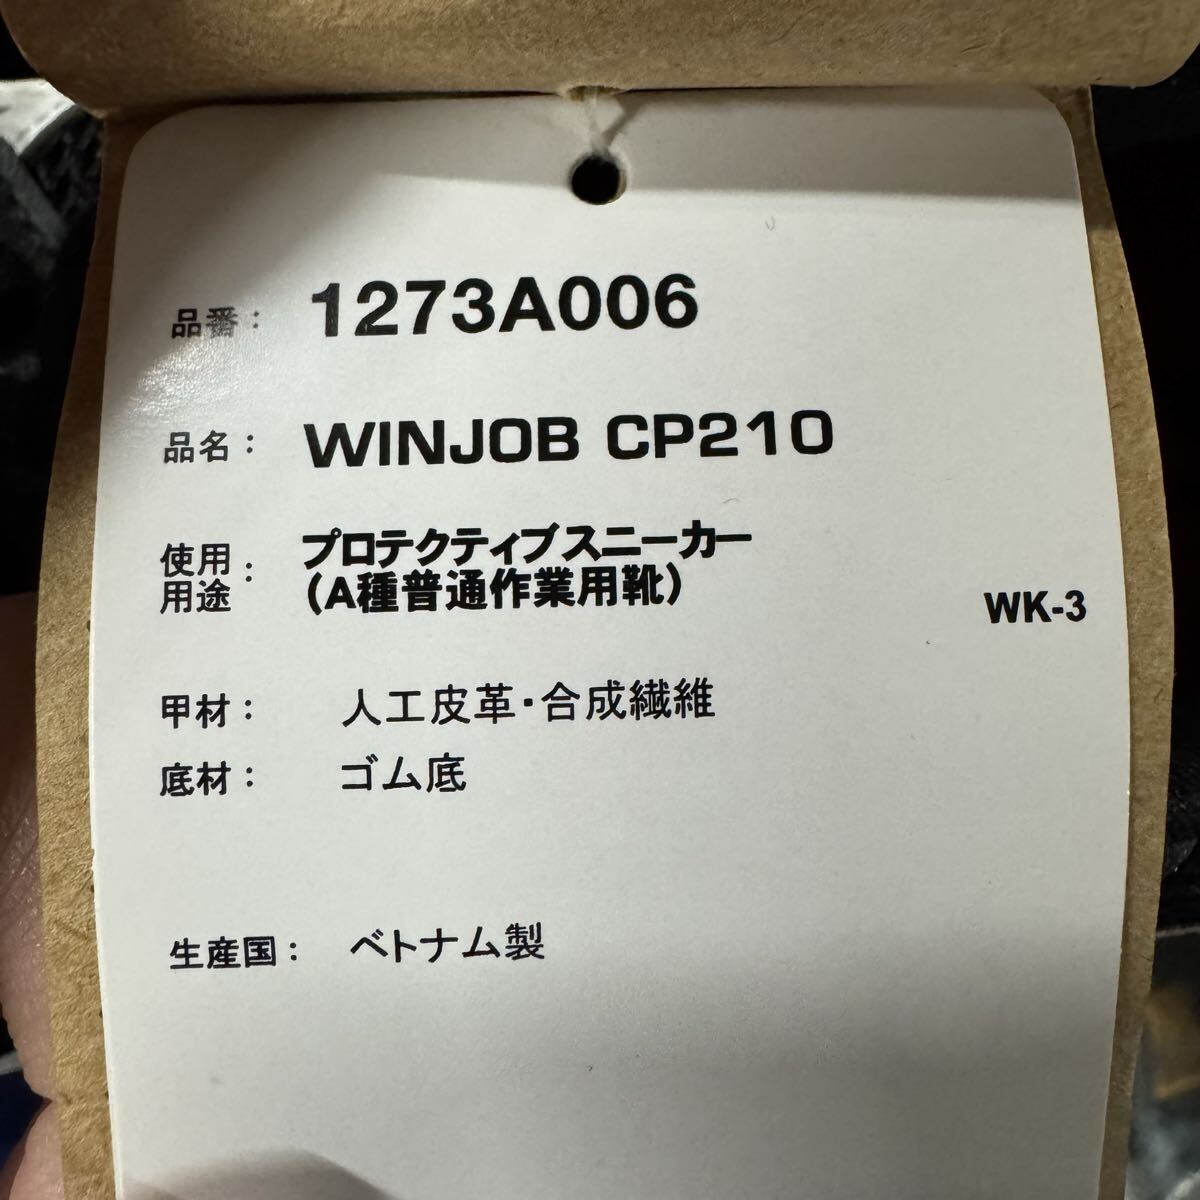 品番： 1273A006
品名： WINJOB CP210
使用用途： プロテクティブスニーカー
（A種普通作業用靴）
WK-3
甲材： 人工皮革・合成繊維
底材： ゴム底
生産国： ベトナム製